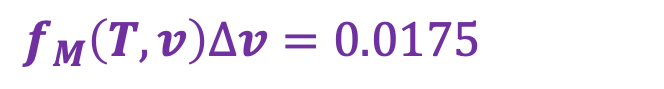 f_M(T, v)Δv = 0.0175